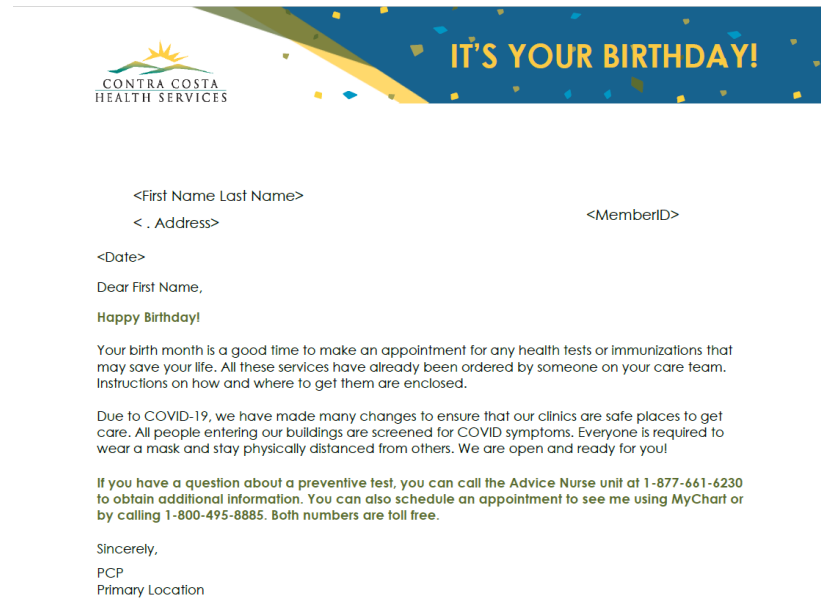 CONTRA COSTA
HEALTH SERVICES
IT'S YOUR BIRTHDAY!
<First Name Last Name>
< . Address>
<MemberID>
<Date>
Dear First Name,
Happy Birthday!
Your birth month is a good time to make an appointment for any health tests or immunizations that
may save your life. All these services have already been ordered by someone on your care team.
Instructions on how and where to get them are enclosed.
Due to COVID-19, we have made many changes to ensure that our clinics are safe places to get
care. All people entering our buildings are screened for COVID symptoms. Everyone is required to
wear a mask and stay physically distanced from others. We are open and ready for you!
If you have a question about a preventive test, you can call the Advice Nurse unit at 1-877-661-6230
to obtain additional information. You can also schedule an appointment to see me using MyChart or
by calling 1-800-495-8885. Both numbers are toll free.
Sincerely,
PCP
Primary Location